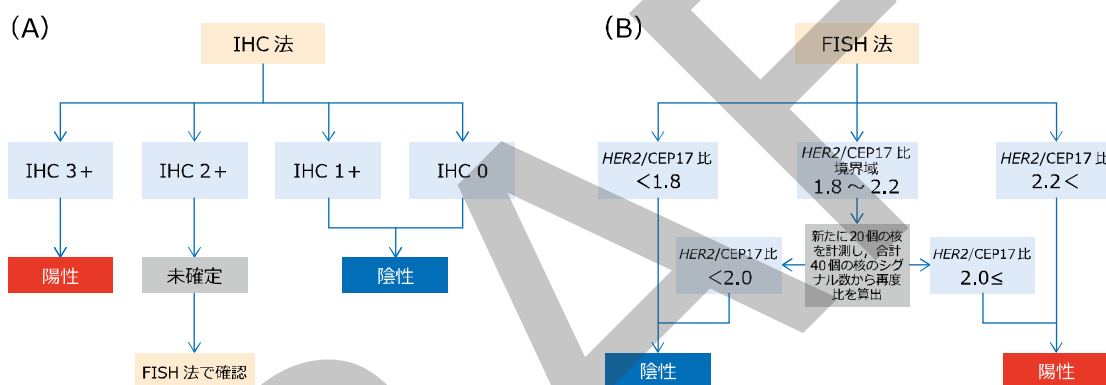 (A)
IHC 法
IHC 3+
IHC 2+
IHC 1+
IHC 0
陽性
未確定
陰性
FISH 法で確認
(B)
FISH 法
HER2/CEP17 比
<1.8
HER2/CEP17 比
境界域
1.8 ～ 2.2
HER2/CEP17 比
2.2<
HER2/CEP17 比
<2.0
新たに20個の核
を計測し，合計
40個の核のシグ
ナル数から再度
比を算出
HER2/CEP17 比
2.0≤
陰性
陽性